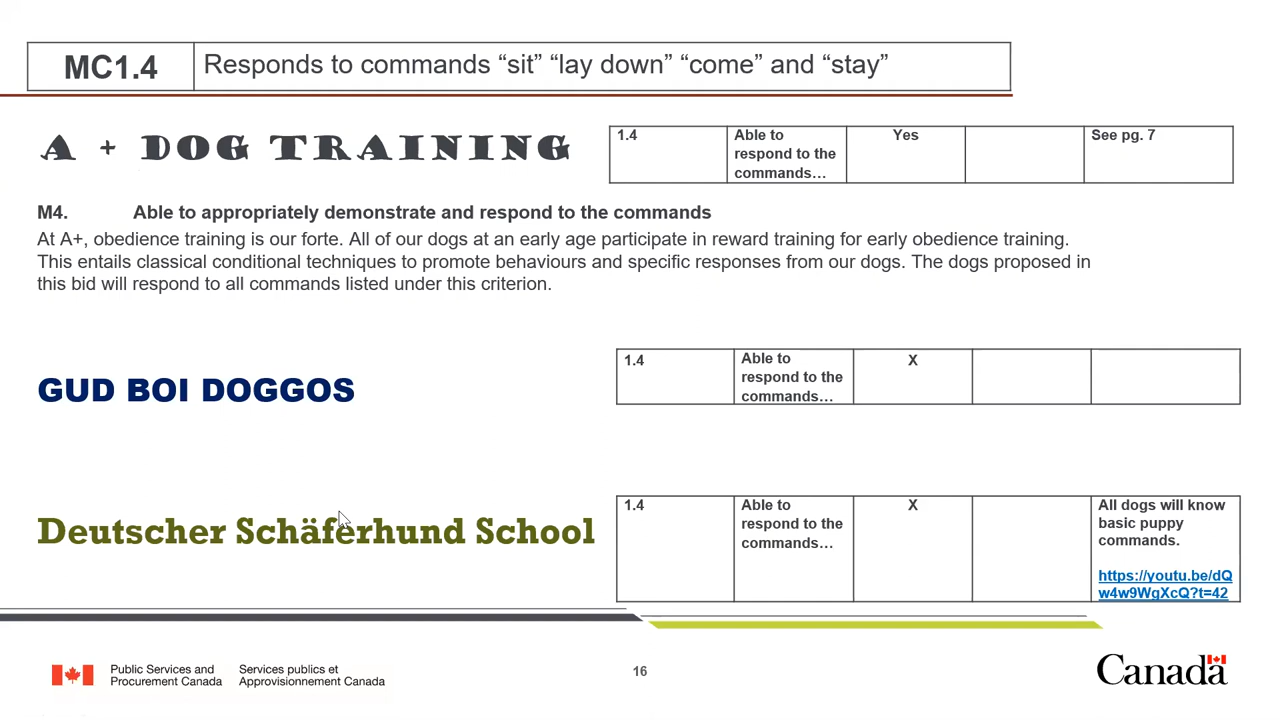 MC1.4
Responds to commands “sit” “lay down” “come” and “stay”
A + DOG TRAINING
1.4
Able to
respond to the
commands…
Yes
See pg. 7
M4. Able to appropriately demonstrate and respond to the commands
At A+, obedience training is our forte. All of our dogs at an early age participate in reward training for early obedience training.
This entails classical conditional techniques to promote behaviours and specific responses from our dogs. The dogs proposed in
this bid will respond to all commands listed under this criterion.
GUD BOI DOGGOS
1.4
Able to
respond to the
commands…
X
Deutscher Schäferhund School
1.4
Able to
respond to the
commands…
X
All dogs will know
basic puppy
commands.
https://youtu.be/dQ
w4w9WgXcQ?t=42
Public Services and
Procurement Canada
Services publics et
Approvisionnement Canada
16
Canada